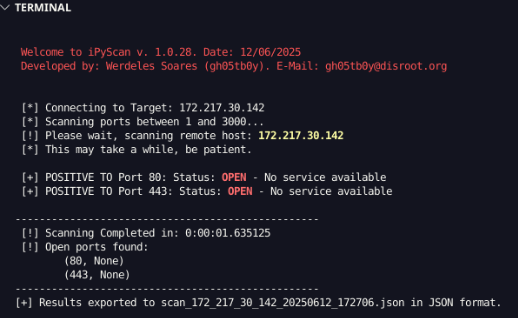 TERMINAL
Welcome to iPyScan v. 1.0.28. Date: 12/06/2025
Developed by: Werdeles Soares (gh05tb0y). E-Mail: gh05tb0y@disroot.org
[*] Connecting to Target: 172.217.30.142
[*] Scanning ports between 1 and 3000...
[!] Please wait, scanning remote host: 172.217.30.142
[*] This may take a while, be patient.
[+] POSITIVE TO Port 80: Status: OPEN - No service available
[+] POSITIVE TO Port 443: Status: OPEN - No service available
--------------------------------------------------
[!] Scanning Completed in: 0:00:01.635125
[!] Open ports found:
(80, None)
(443, None)
--------------------------------------------------
[+] Results exported to scan_172_217_30_142_20250612_172706.json in JSON format.